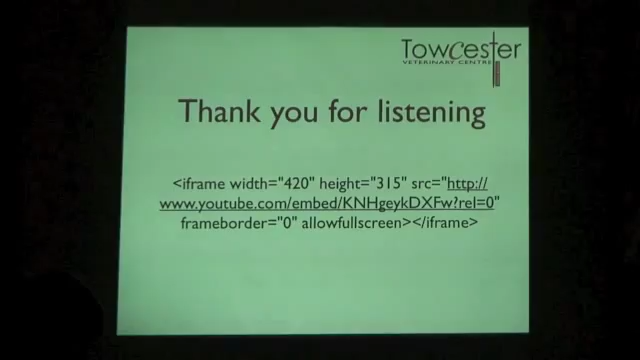 Towcester
VETERINARY CENTRE
Thank you for listening
<iframe width="420" height="315" src="http://
www.youtube.com/embed/KNHgeykDXFw?rel=0"
frameborder="0" allowfullscreen></iframe>